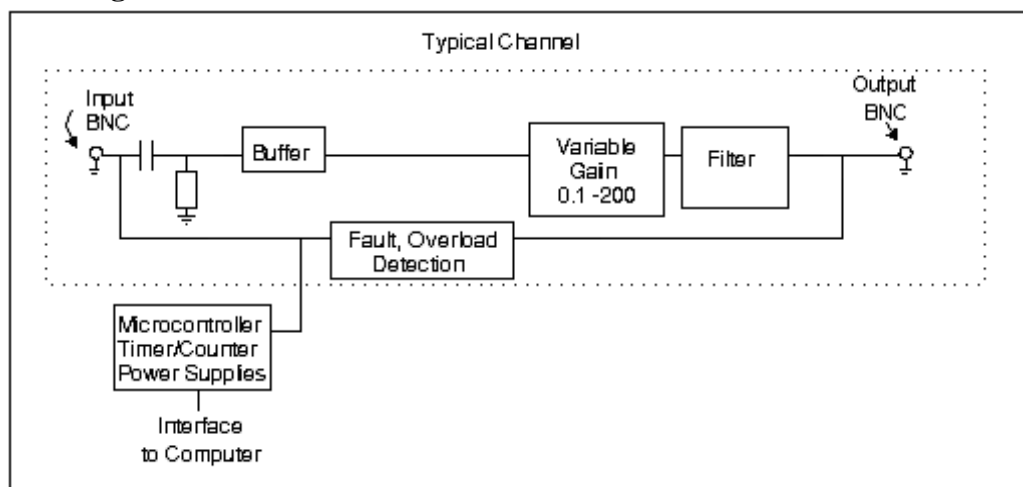 Typical Channel
Input
BNC
Output
BNC
Buffer
Variable
Gain
0.1 -200
Filter
Fault, Overload
Detection
Microcontroller
Timer/Counter
Power Supplies
Interface
to Computer